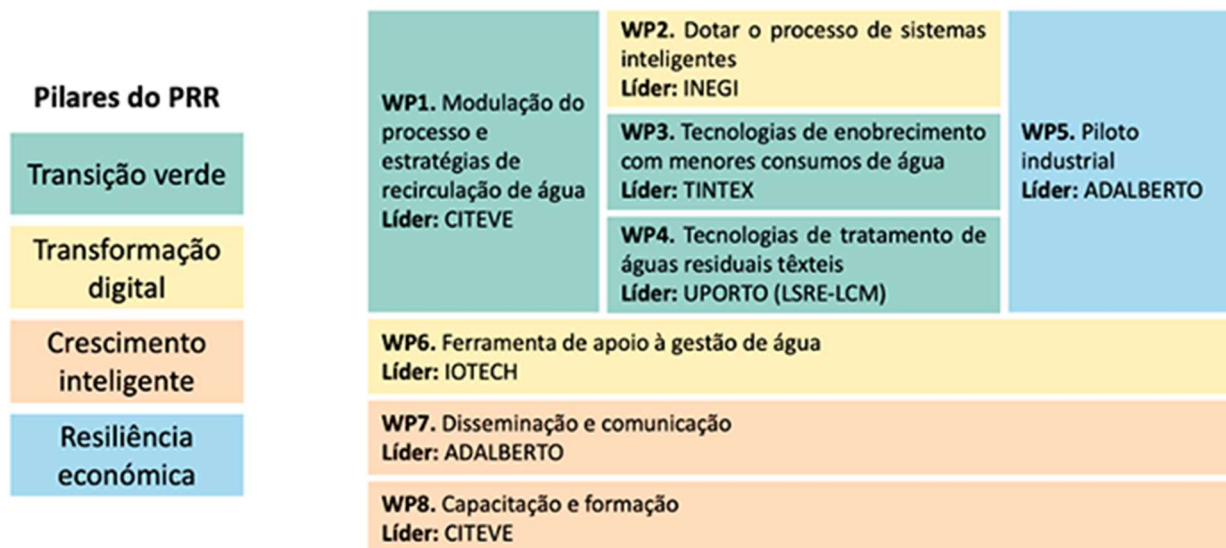 Pilares do PRR
Transição verde
Transformação
digital
Crescimento
inteligente
Resiliência
económica
WP1. Modulação do
processo e
estratégias de
recirculação de água
Líder: CITEVE
WP2. Dotar o processo de sistemas
inteligentes
Líder: INEGI
WP3. Tecnologias de enobrecimento
com menores consumos de água
Líder: TINTEX
WP4. Tecnologias de tratamento de
águas residuais têxteis
Líder: UPORTO (LSRE-LCM)
WP5. Piloto
industrial
Líder: ADALBERTO
WP6. Ferramenta de apoio à gestão de água
Líder: IOTECH
WP7. Disseminação e comunicação
Líder: ADALBERTO
WP8. Capacitação e formação
Líder: CITEVE